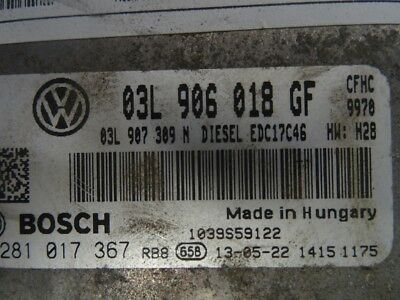 03L 906 018 GF
CFHC
9970
03L 907 309 N DIESEL EDC17C46 HW: H28
BOSCH
Made in Hungary
1039S59122
281 017 367 RB8 65B 13-05-22 1415 1175